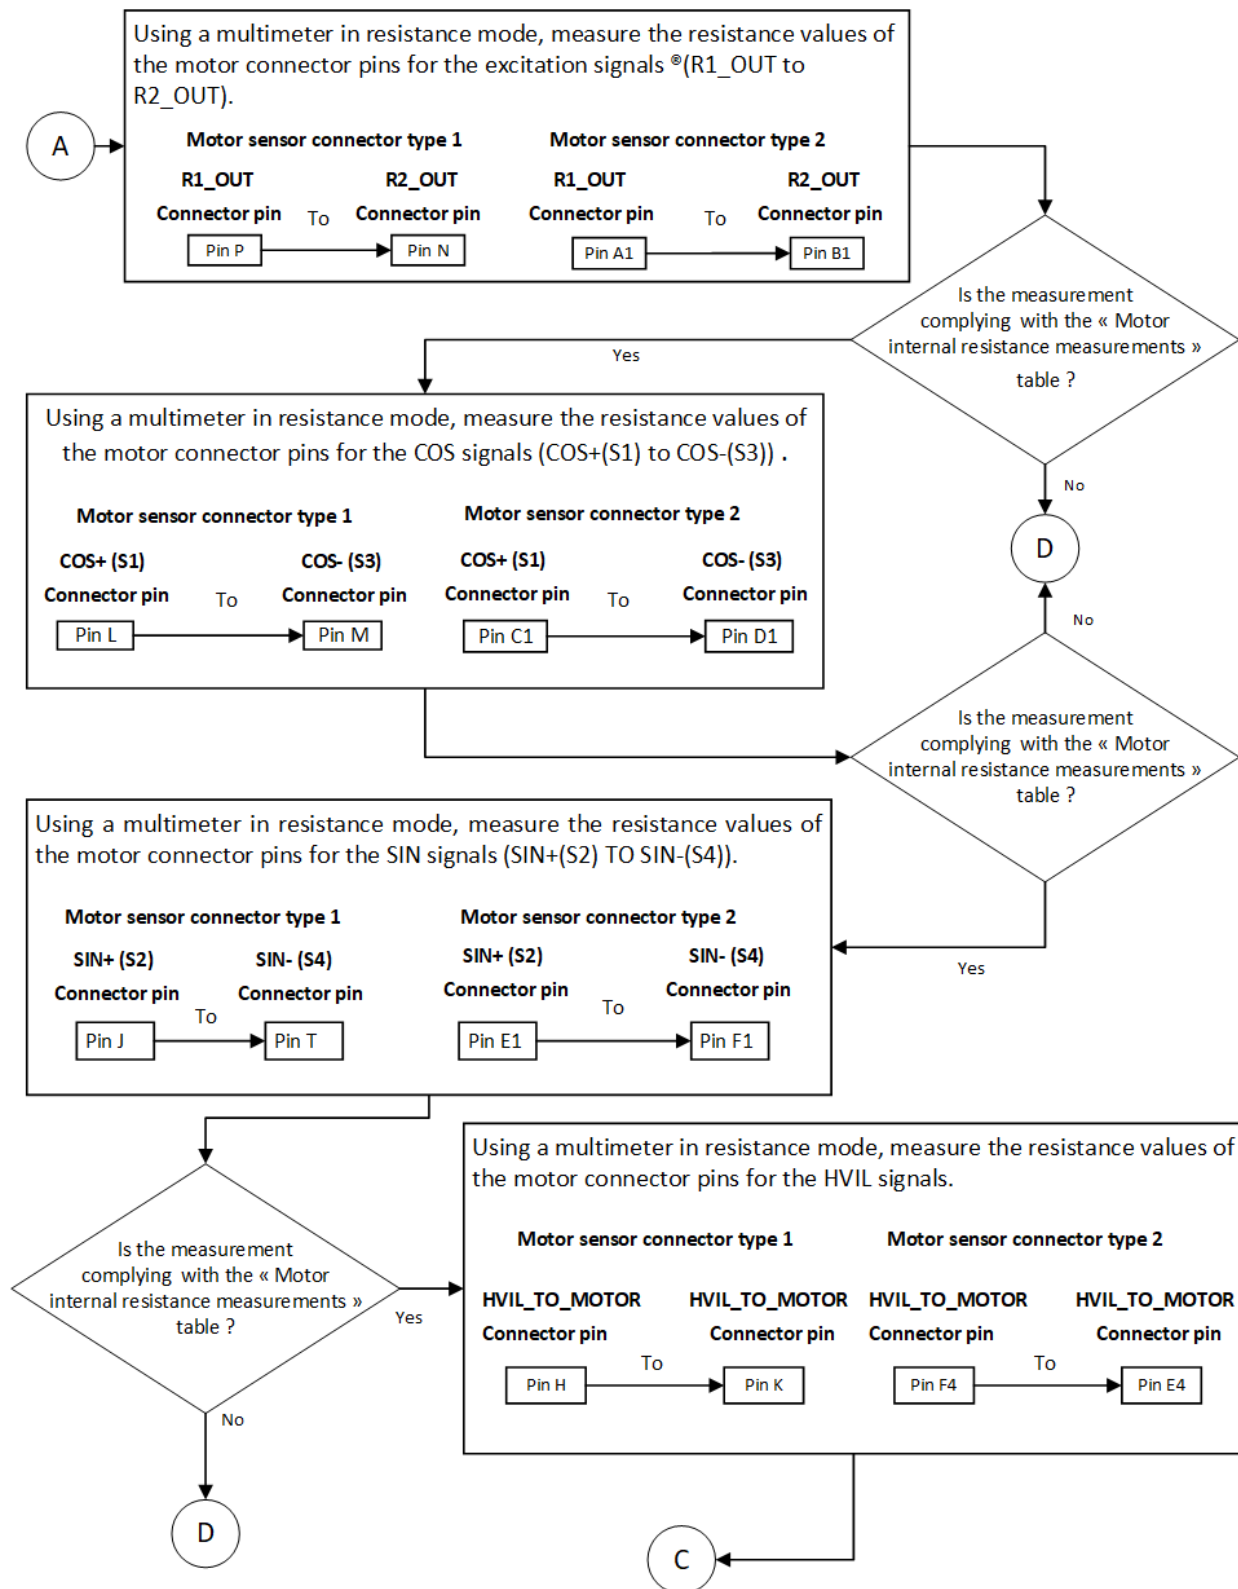 Using a multimeter in resistance mode, measure the resistance values of
the motor connector pins for the excitation signals ®(R1_OUT to
R2_OUT).
A
Motor sensor connector type 1
Motor sensor connector type 2
R1_OUT
R2_OUT
R1_OUT
R2_OUT
Connector pin
To
Connector pin
Connector pin
To
Connector pin
Pin P
Pin N
Pin A1
Pin B1
Is the measurement
complying with the « Motor
internal resistance measurements »
table ?
Yes
No
D
Using a multimeter in resistance mode, measure the resistance values of
the motor connector pins for the COS signals (COS+(S1) to COS-(S3)) .
Motor sensor connector type 1
Motor sensor connector type 2
COS+ (S1)
COS- (S3)
COS+ (S1)
COS- (S3)
Connector pin
To
Connector pin
Connector pin
To
Connector pin
Pin L
Pin M
Pin C1
Pin D1
No
Is the measurement
complying with the « Motor
internal resistance measurements »
table ?
Yes
Using a multimeter in resistance mode, measure the resistance values of
the motor connector pins for the SIN signals (SIN+(S2) TO SIN-(S4)).
Motor sensor connector type 1
Motor sensor connector type 2
SIN+ (S2)
SIN- (S4)
SIN+ (S2)
SIN- (S4)
Connector pin
To
Connector pin
Connector pin
To
Connector pin
Pin J
Pin T
Pin E1
Pin F1
Is the measurement
complying with the « Motor
internal resistance measurements »
table ?
Yes
No
D
Using a multimeter in resistance mode, measure the resistance values of
the motor connector pins for the HVIL signals.
Motor sensor connector type 1
Motor sensor connector type 2
HVIL_TO_MOTOR
HVIL_TO_MOTOR
HVIL_TO_MOTOR
HVIL_TO_MOTOR
Connector pin
Connector pin
Connector pin
Connector pin
To
To
Pin H
Pin K
Pin F4
Pin E4
C